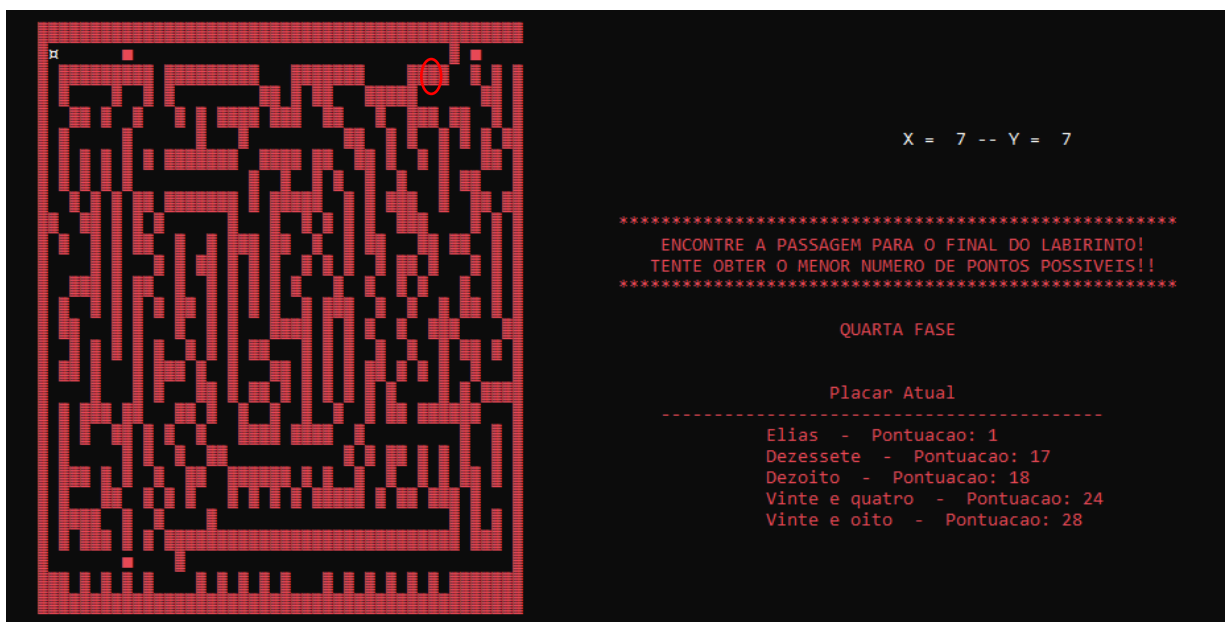 X =  7 -- Y =  7
*****************************************************
ENCONTRE A PASSAGEM PARA O FINAL DO LABIRINTO!
TENTE OBTER O MENOR NUMERO DE PONTOS POSSIVEIS!!
*****************************************************
QUARTA FASE
Placar Atual
-----------------------------------------
Elias  -  Pontuacao: 1
Dezessete  -  Pontuacao: 17
Dezoito  -  Pontuacao: 18
Vinte e quatro  -  Pontuacao: 24
Vinte e oito  -  Pontuacao: 28